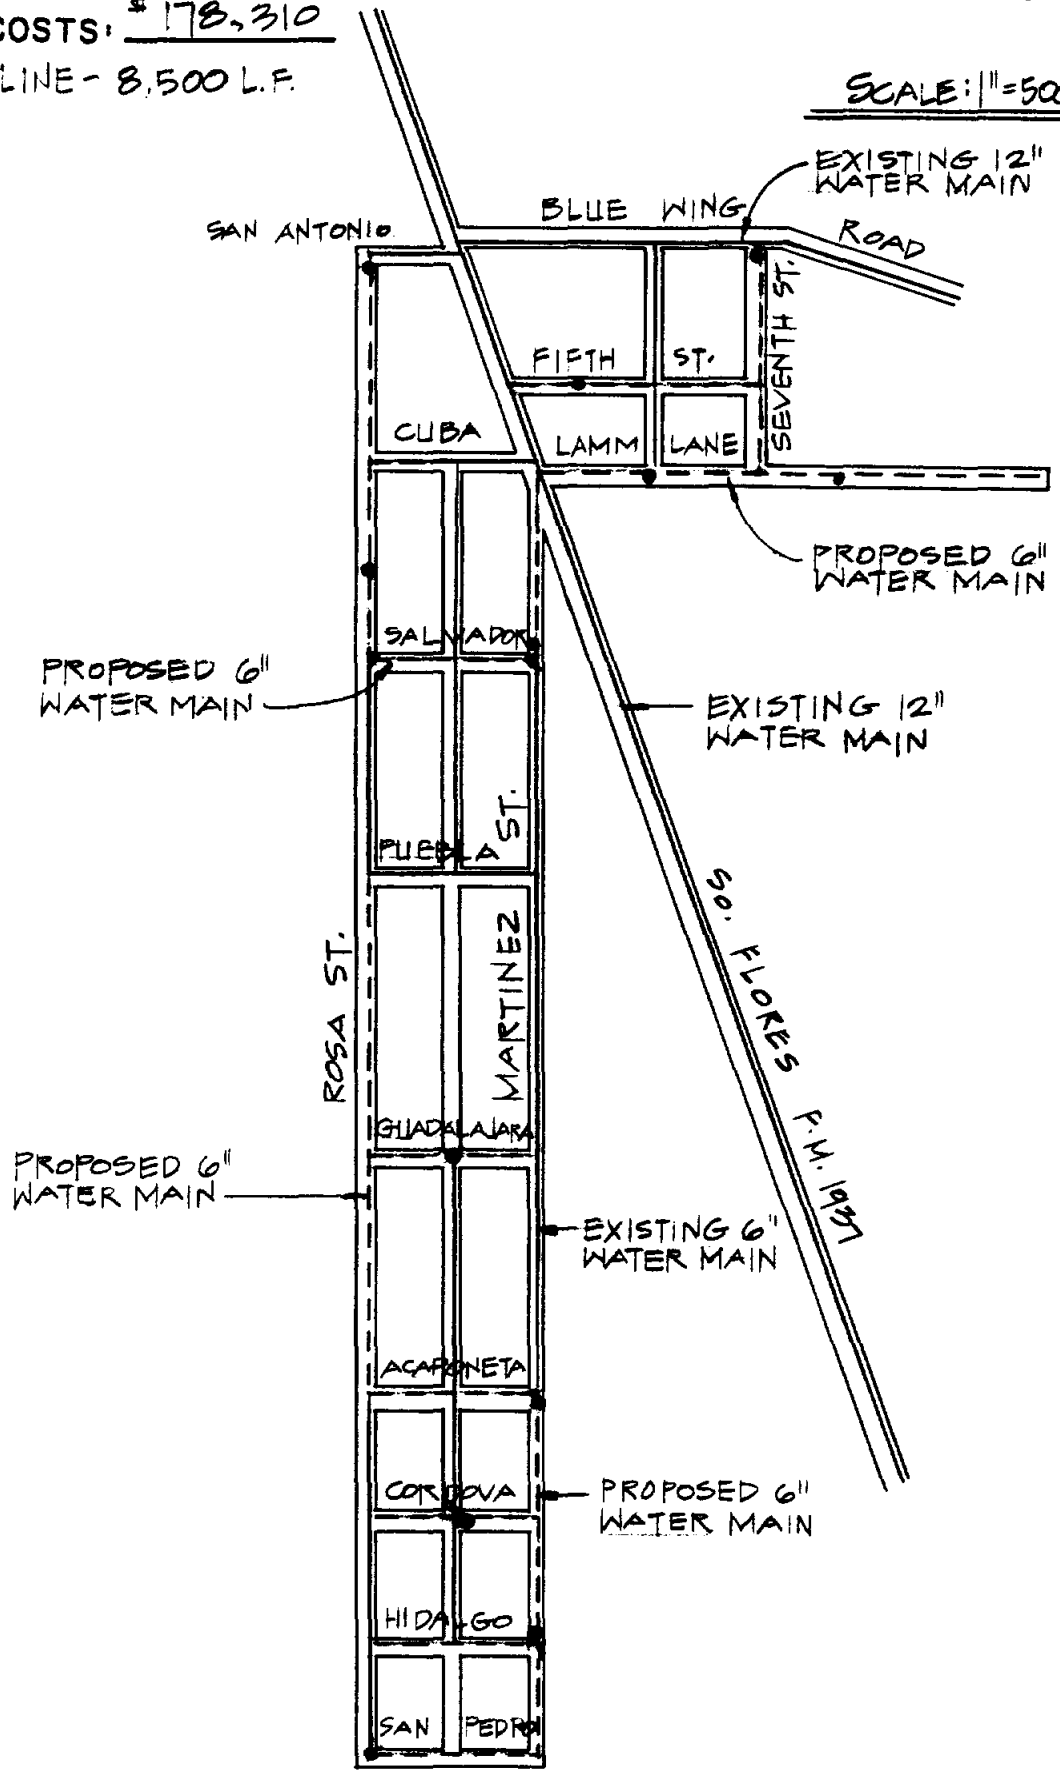 COSTS: $ 178,310
LINE - 8,500 L.F.
SCALE: 1"=500
EXISTING 12"
WATER MAIN
BLUE WING
ROAD
SAN ANTONIO
SEVENTH ST.
FIFTH ST.
CUBA
LAMM LANE
PROPOSED 6"
WATER MAIN
SALVADOR
PROPOSED 6"
WATER MAIN
EXISTING 12"
WATER MAIN
PUEBLA
MARTINEZ ST.
SO. FLORES F.M. 1937
ROSA ST.
GUADALAJARA
PROPOSED 6"
WATER MAIN
EXISTING 6"
WATER MAIN
ACAPONETA
CORDOVA
PROPOSED 6"
WATER MAIN
HIDALGO
SAN PEDRO